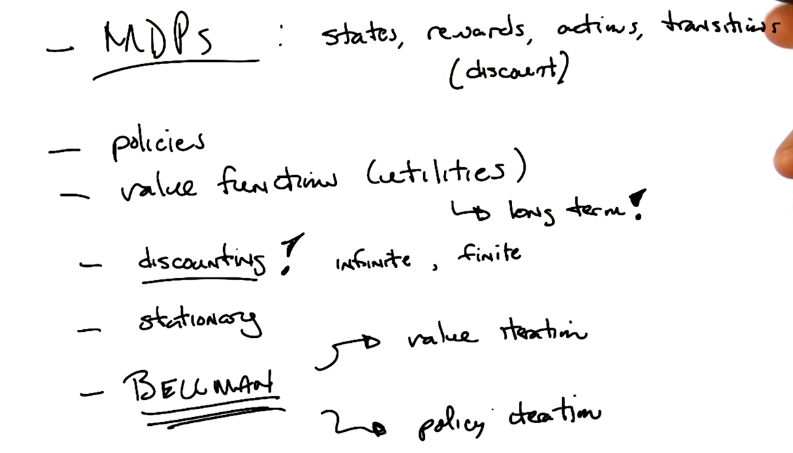 - MDPs : states, rewards, actions, transitions
(discount)
- policies
- value functions (utilities)
↳ long term!
- discounting! infinite, finite
- stationary
- BELLMAN → value iteration
→ policy iteration